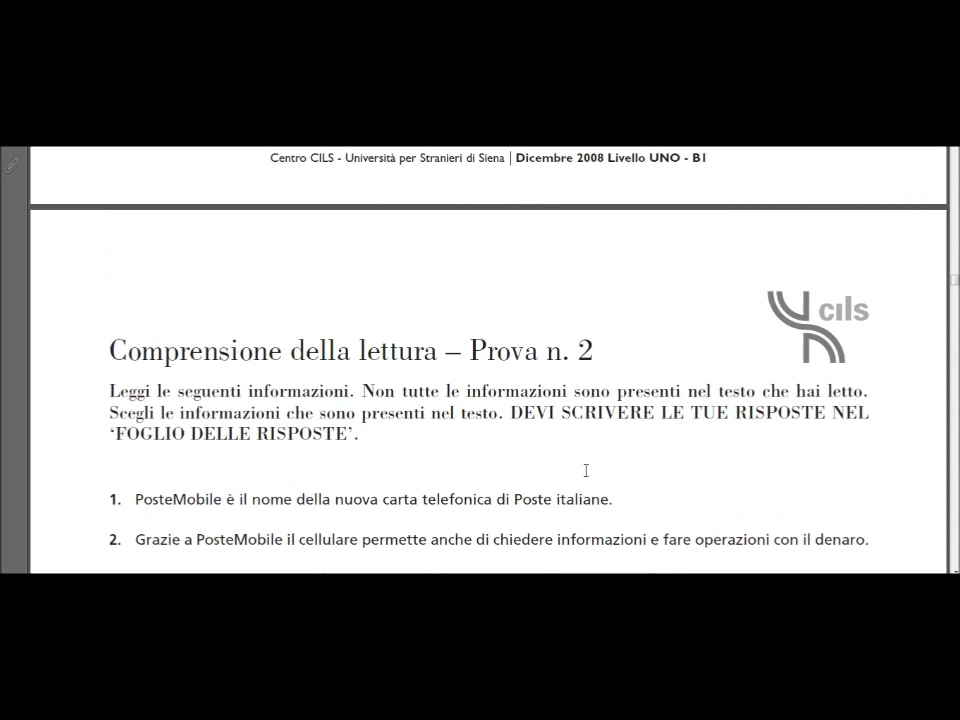 Centro CILS - Università per Stranieri di Siena | Dicembre 2008 Livello UNO - B1
cils
Comprensione della lettura – Prova n. 2
Leggi le seguenti informazioni. Non tutte le informazioni sono presenti nel testo che hai letto.
Scegli le informazioni che sono presenti nel testo. DEVI SCRIVERE LE TUE RISPOSTE NEL
‘FOGLIO DELLE RISPOSTE’.
1. PosteMobile è il nome della nuova carta telefonica di Poste italiane.
2. Grazie a PosteMobile il cellulare permette anche di chiedere informazioni e fare operazioni con il denaro.